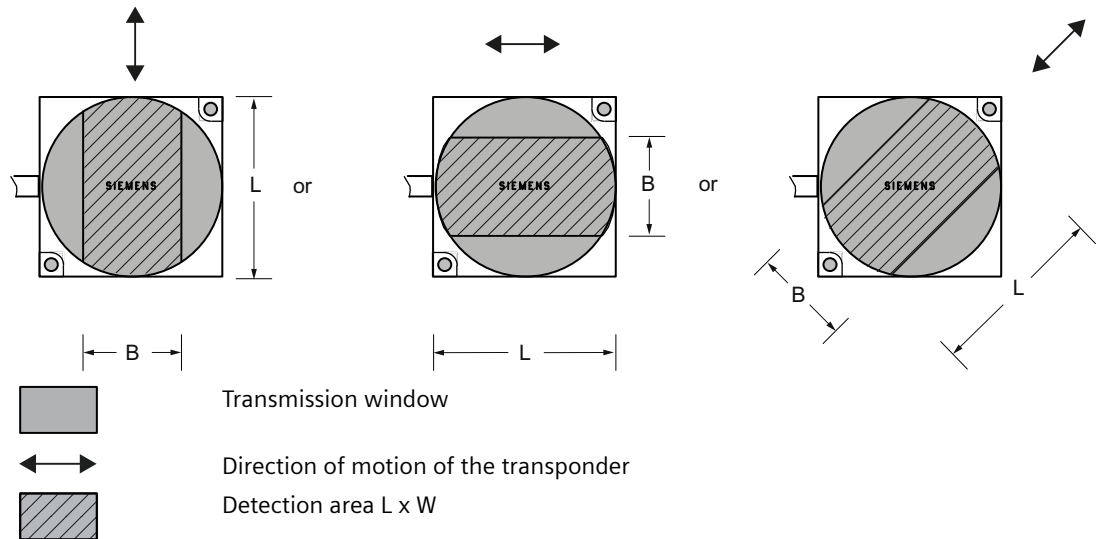 SIEMENS
L
or
B
SIEMENS
B
or
L
SIEMENS
B
L
Transmission window
Direction of motion of the transponder
Detection area L x W